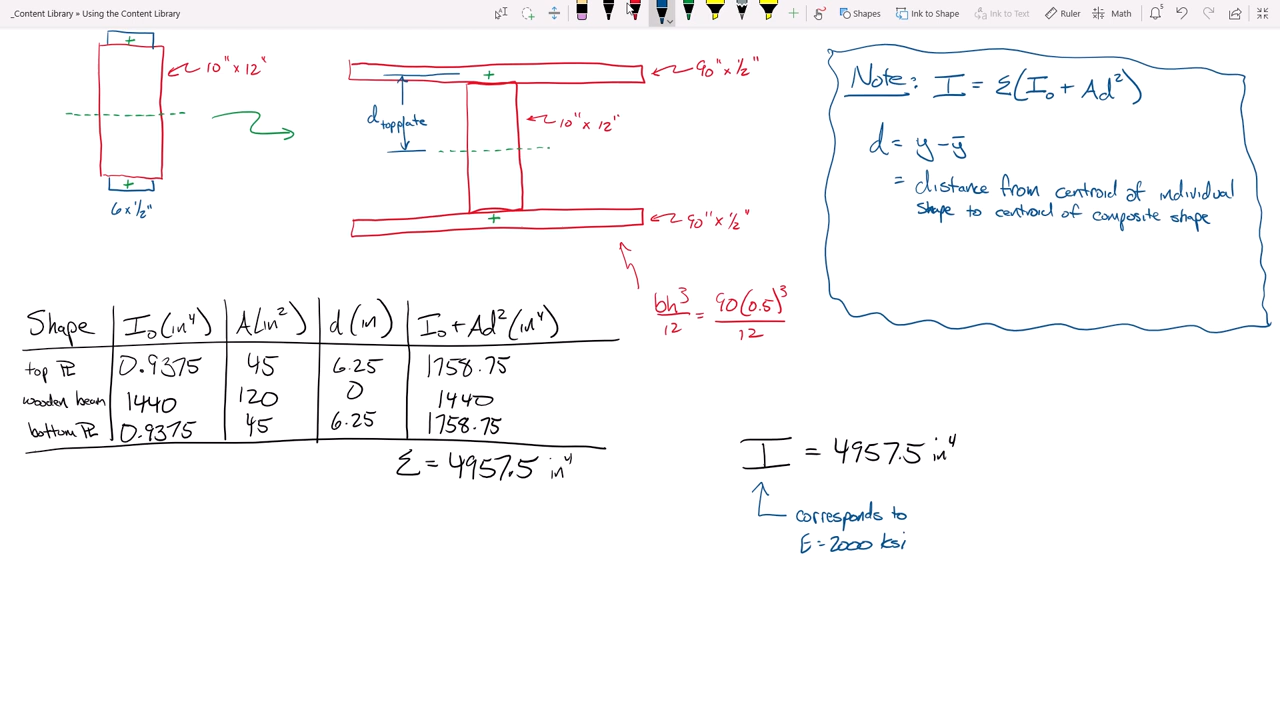 _Content Library » Using the Content Library
Shapes
Ink to Shape
Ink to Text
Ruler
Math
5
10" x 12"
6 x 1/2"
90" x 1/2"
d top plate
10" x 12"
90" x 1/2"
bh³/12 = 90(0.5)³/12
Note: I = Σ(I₀ + Ad²)
d = y - ȳ
= distance from centroid of individual
shape to centroid of composite shape
Shape I₀ (in⁴) A (in²) d (in) I₀ + Ad² (in⁴)
top PL 0.9375 45 6.25 1758.75
wooden beam 1440 120 0 1440
bottom PL 0.9375 45 6.25 1758.75
Σ = 4957.5 in⁴
I = 4957.5 in⁴
corresponds to
E = 2000 ksi